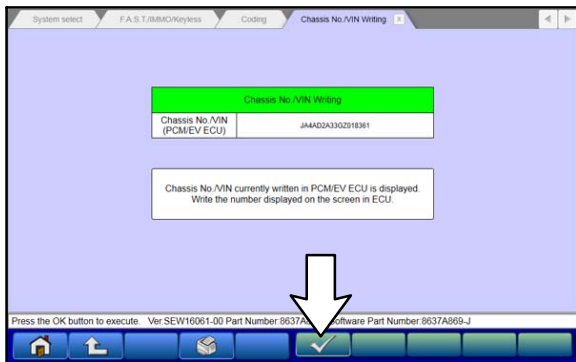 System select F.A.S.T./IMMO/Keyless Coding Chassis No./VIN Writing x
Chassis No./VIN Writing
Chassis No./VIN
(PCM/EV ECU)
JA4AD2A33GZ018361
Chassis No./VIN currently written in PCM/EV ECU is displayed.
Write the number displayed on the screen in ECU.
Press the OK button to execute. Ver.SEW16061-00 Part Number:8637A software Part Number:8637A869-J